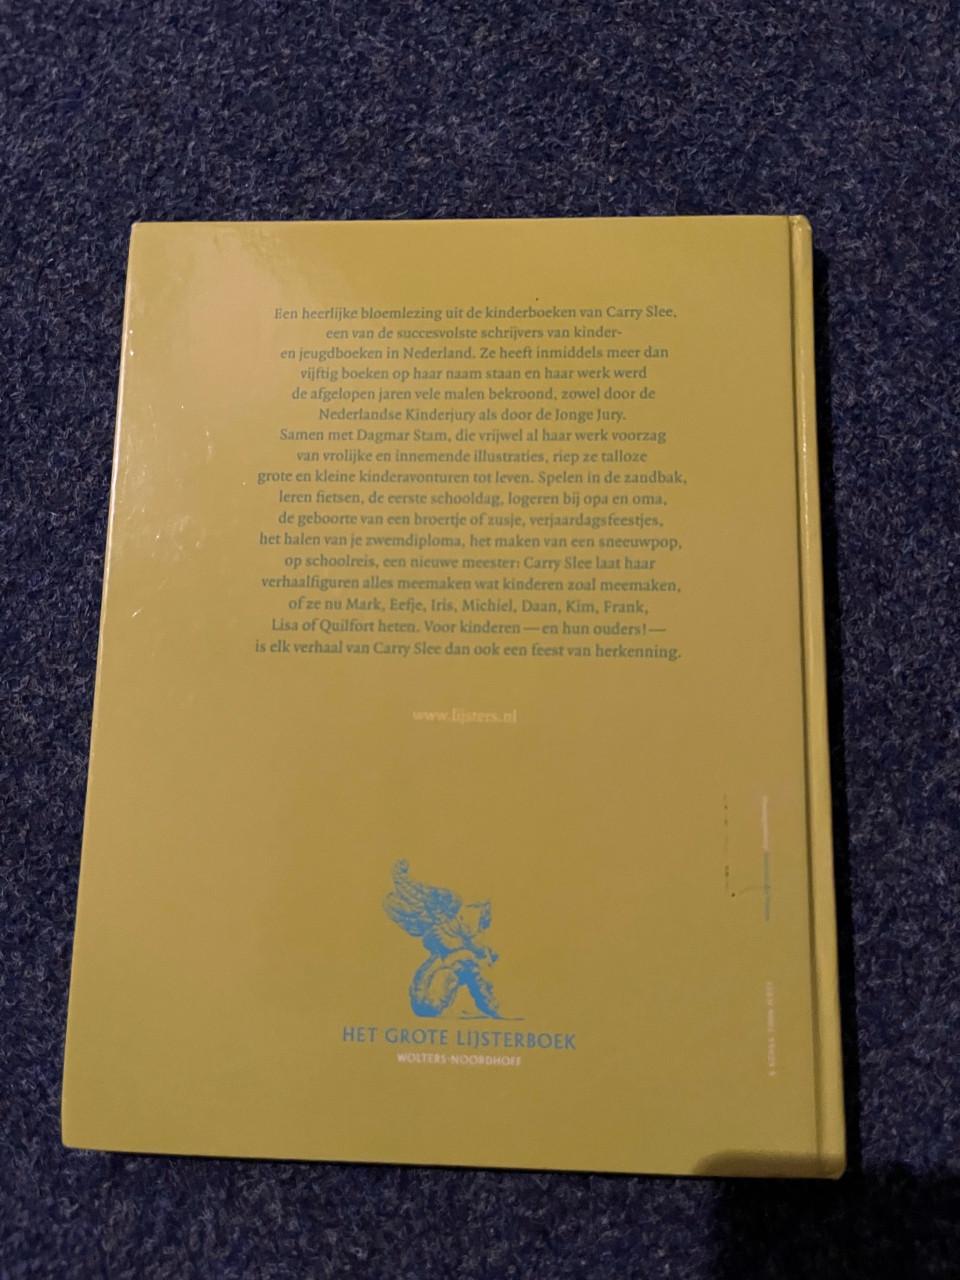 Een heerlijke bloemlezing uit de kinderboeken van Carry Slee,
een van de succesvolste schrijvers van kinder-
en jeugdboeken in Nederland. Ze heeft inmiddels meer dan
vijftig boeken op haar naam staan en haar werk werd
de afgelopen jaren vele malen bekroond, zowel door de
Nederlandse Kinderjury als door de Jonge Jury.
Samen met Dagmar Stam, die vrijwel al haar werk voorzag
van vrolijke en innemende illustraties, riep ze talloze
grote en kleine kinderavonturen tot leven. Spelen in de zandbak,
leren fietsen, de eerste schooldag, logeren bij opa en oma,
de geboorte van een broertje of zusje, verjaardagsfeestjes,
het halen van je zwemdiploma, het maken van een sneeuwpop,
op schoolreis, een nieuwe meester: Carry Slee laat haar
verhaalfiguren alles meemaken wat kinderen zoal meemaken,
of ze nu Mark, Eefje, Iris, Michiel, Daan, Kim, Frank,
Lisa of Quilfort heten. Voor kinderen — en hun ouders! —
is elk verhaal van Carry Slee dan ook een feest van herkenning.
www.lijsters.nl
HET GROTE LIJSTERBOEK
WOLTERS-NOORDHOFF